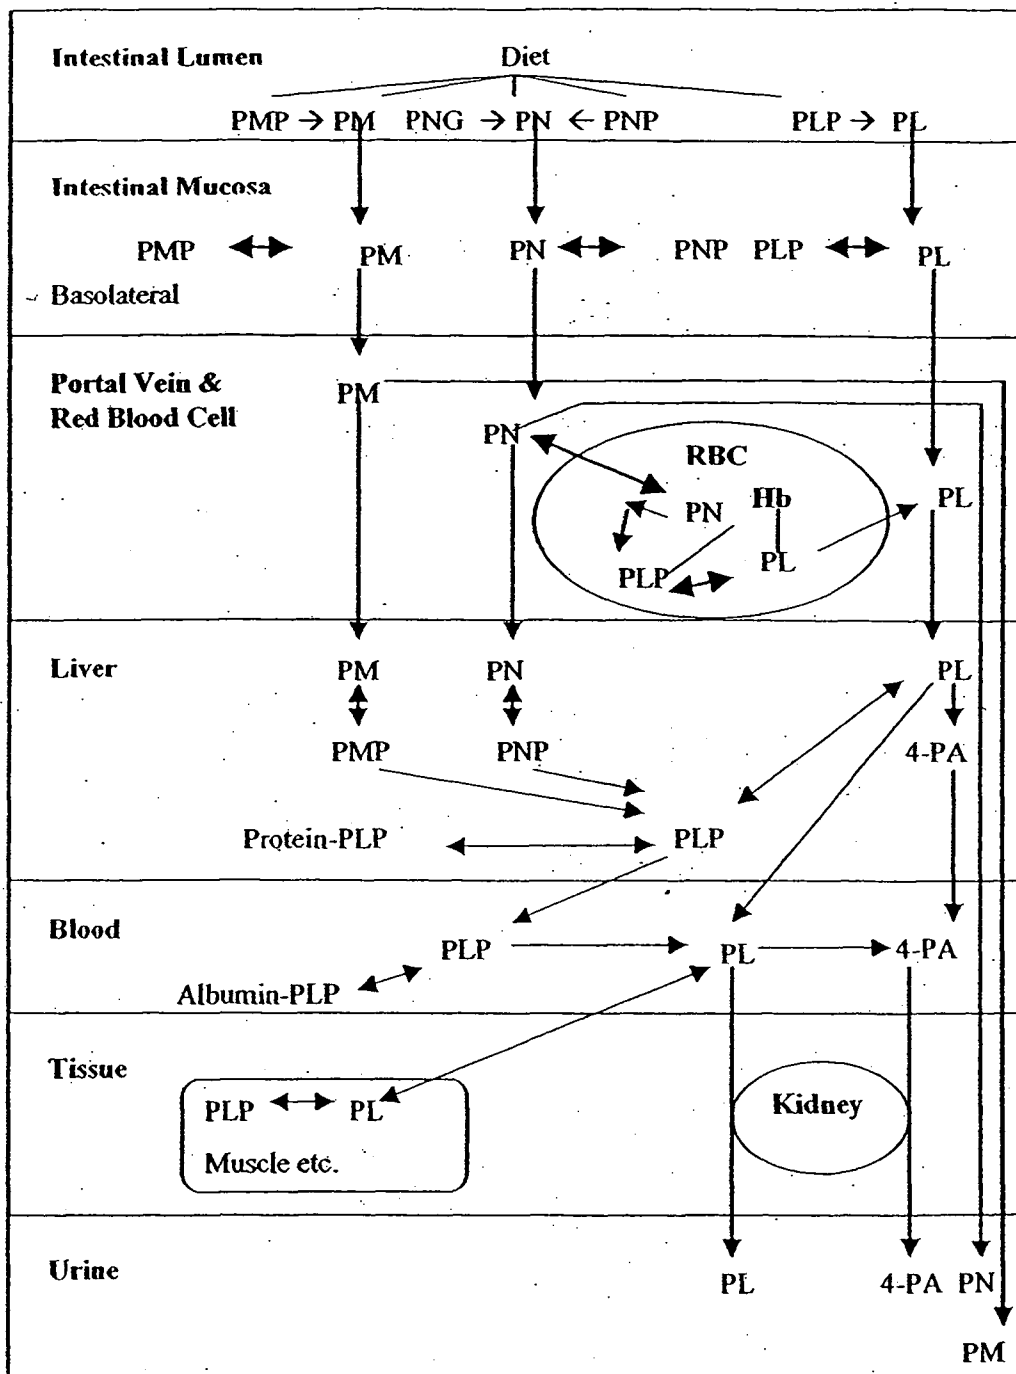 Intestinal Lumen Diet
PMP → PM PNG → PN ← PNP PLP → PL
Intestinal Mucosa
PMP PM PN PNP PLP PL
Basolateral
Portal Vein &
Red Blood Cell
PM
PN
RBC
Hb
PN
PL
PLP
PL
Liver PM PN PL
PMP PNP 4-PA
Protein-PLP PLP
Blood
PLP PL 4-PA
Albumin-PLP
Tissue
PLP PL Kidney
Muscle etc.
Urine
PL 4-PA PN
PM